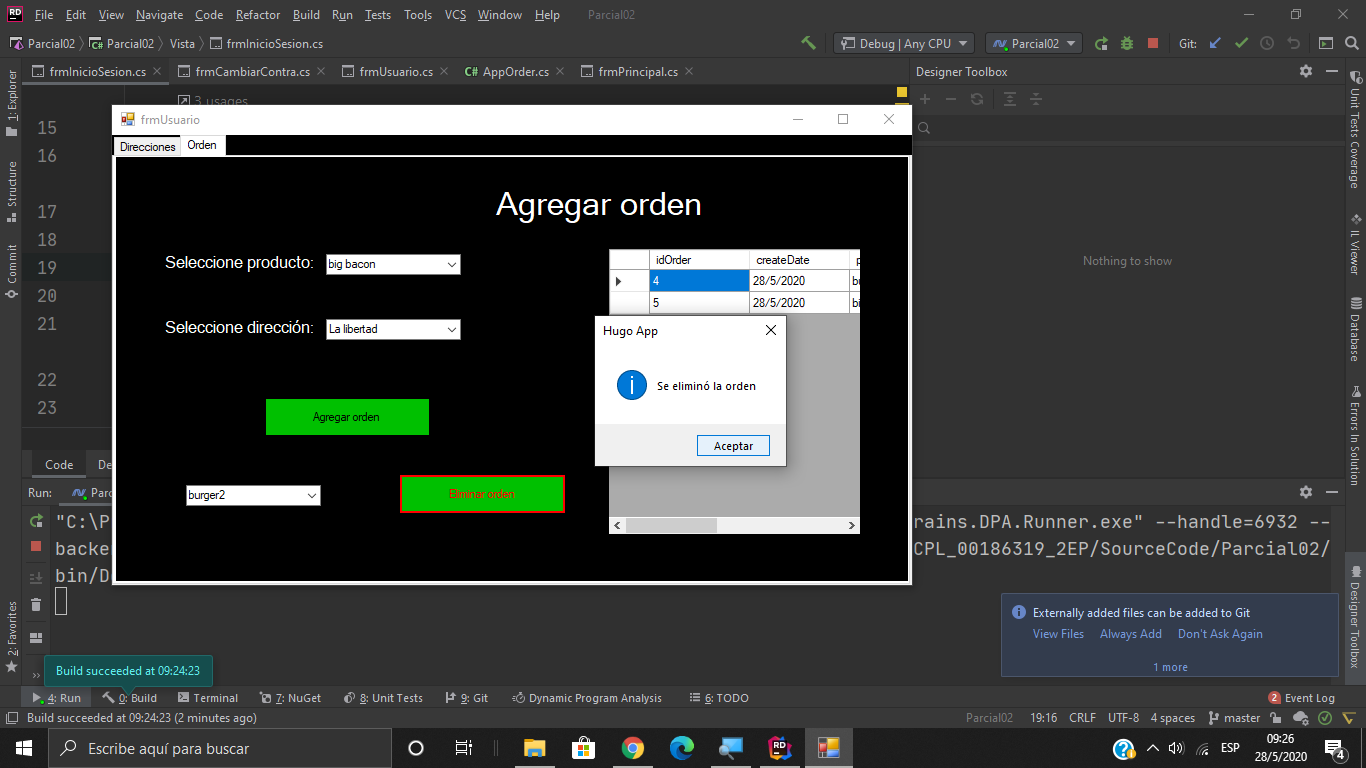 RD File Edit View Navigate Code Refactor Build Run Tests Tools VCS Window Help Parcial02
Parcial02 C# Parcial02 Vista frmInicioSesion.cs Debug | Any CPU Parcial02 Git:
frmInicioSesion.cs frmCambiarContra.cs frmUsuario.cs C# AppOrder.cs frmPrincipal.cs Designer Toolbox
1: Explorer
Structure
Commit
2: Favorites
3 usages
15
16
17
18
19
20
21
22
23
frmUsuario
Direcciones Orden
Agregar orden
Seleccione producto: big bacon
Seleccione dirección: La libertad
Agregar orden
burger2 Eliminar orden
idOrder createDate
4 28/5/2020
5 28/5/2020
Hugo App
Se eliminó la orden
Aceptar
Nothing to show
Unit Tests Coverage
IL Viewer
Database
Errors In Solution
Designer Toolbox
Code
Run:
"C:\P rains.DPA.Runner.exe" --handle=6932 --
backe CPL_00186319_2EP/SourceCode/Parcial02/
bin/D
Externally added files can be added to Git
View Files Always Add Don't Ask Again
1 more
Build succeeded at 09:24:23
4: Run 0: Build Terminal 7: NuGet 8: Unit Tests 9: Git Dynamic Program Analysis 6: TODO 2 Event Log
Build succeeded at 09:24:23 (2 minutes ago) Parcial02 19:16 CRLF UTF-8 4 spaces master
Escribe aquí para buscar RD ESP 09:26
28/5/2020 4